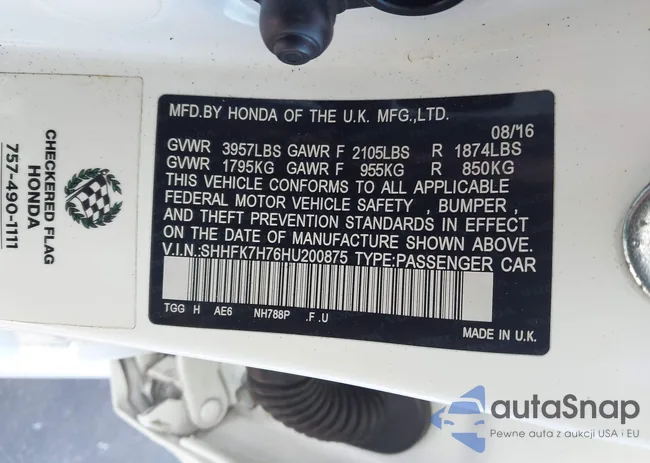 MFD.BY HONDA OF THE U.K. MFG.,LTD.
08/16
GVWR 3957LBS GAWR F 2105LBS R 1874LBS
GVWR 1795KG GAWR F 955KG R 850KG
THIS VEHICLE CONFORMS TO ALL APPLICABLE
FEDERAL MOTOR VEHICLE SAFETY , BUMPER ,
AND THEFT PREVENTION STANDARDS IN EFFECT
ON THE DATE OF MANUFACTURE SHOWN ABOVE.
V.I.N.:SHHFK7H76HU200875 TYPE:PASSENGER CAR
TGG H AE6 NH788P .F .U
MADE IN U.K.
CHECKERED FLAG
HONDA
757-490-1111
autaSnap
Pewne auta z aukcji USA i EU